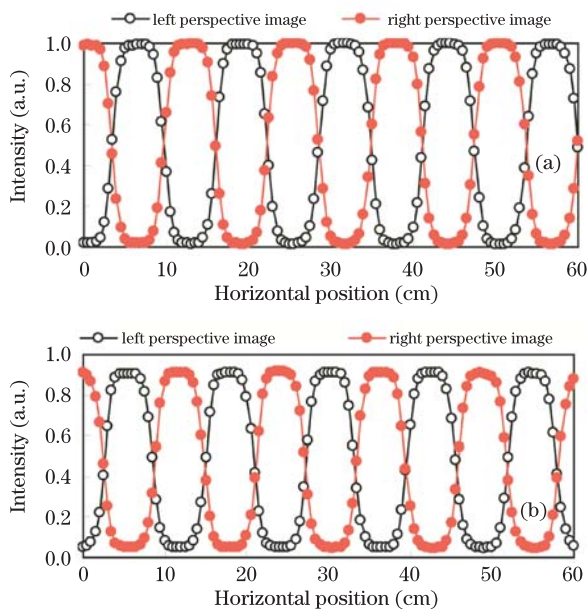 left perspective image right perspective image
1.0
0.8
0.6
0.4
0.2
0.0
Intensity (a.u.)
(a)
0 10 20 30 40 50 60
Horizontal position (cm)
left perspective image right perspective image
1.0
0.8
0.6
0.4
0.2
0.0
Intensity (a.u.)
(b)
0 10 20 30 40 50 60
Horizontal position (cm)